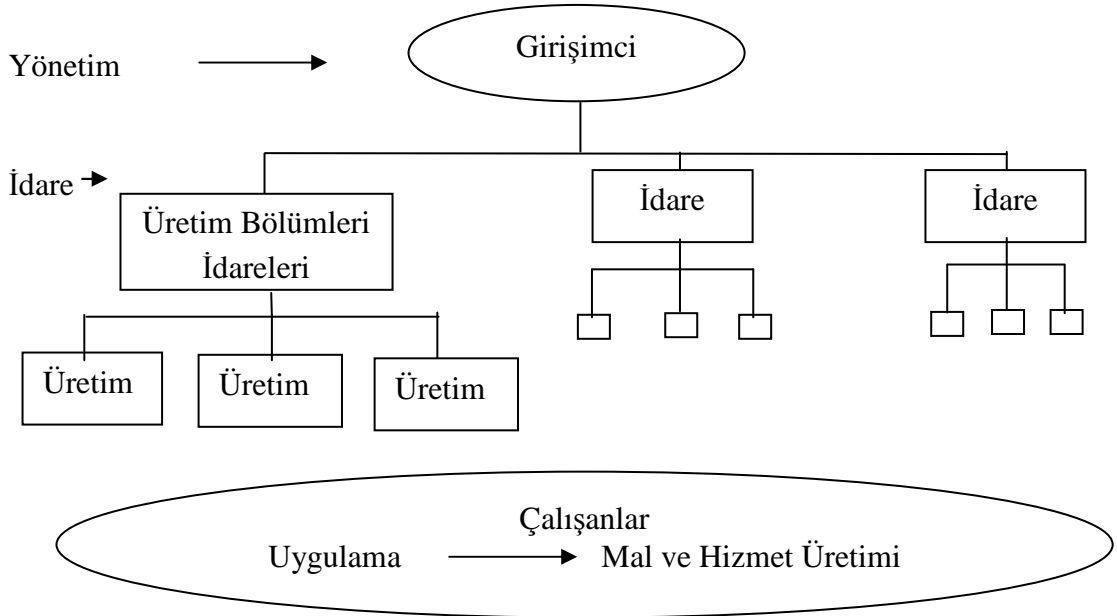 Girişimci
Yönetim
İdare
İdare
İdare
Üretim Bölümleri
İdareleri
Üretim
Üretim
Üretim
Çalışanlar
Uygulama Mal ve Hizmet Üretimi